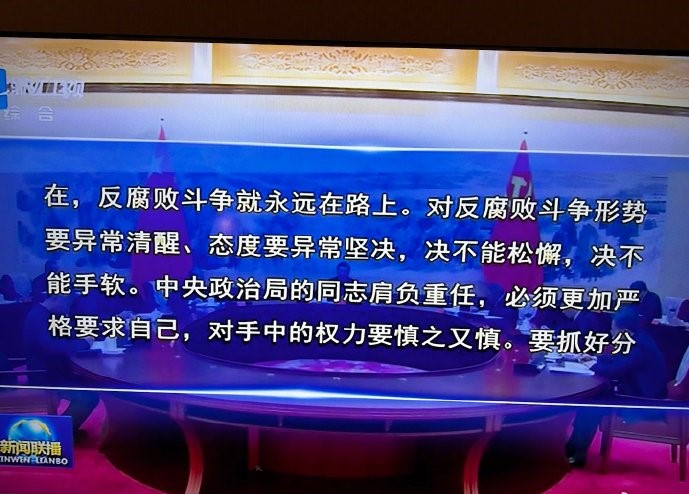 综合
在，反腐败斗争就永远在路上。对反腐败斗争形势
要异常清醒、态度要异常坚决，决不能松懈，决不
能手软。中央政治局的同志肩负重任，必须更加严
格要求自己，对手中的权力要慎之又慎。要抓好分
新闻联播
XINWEN LIANBO